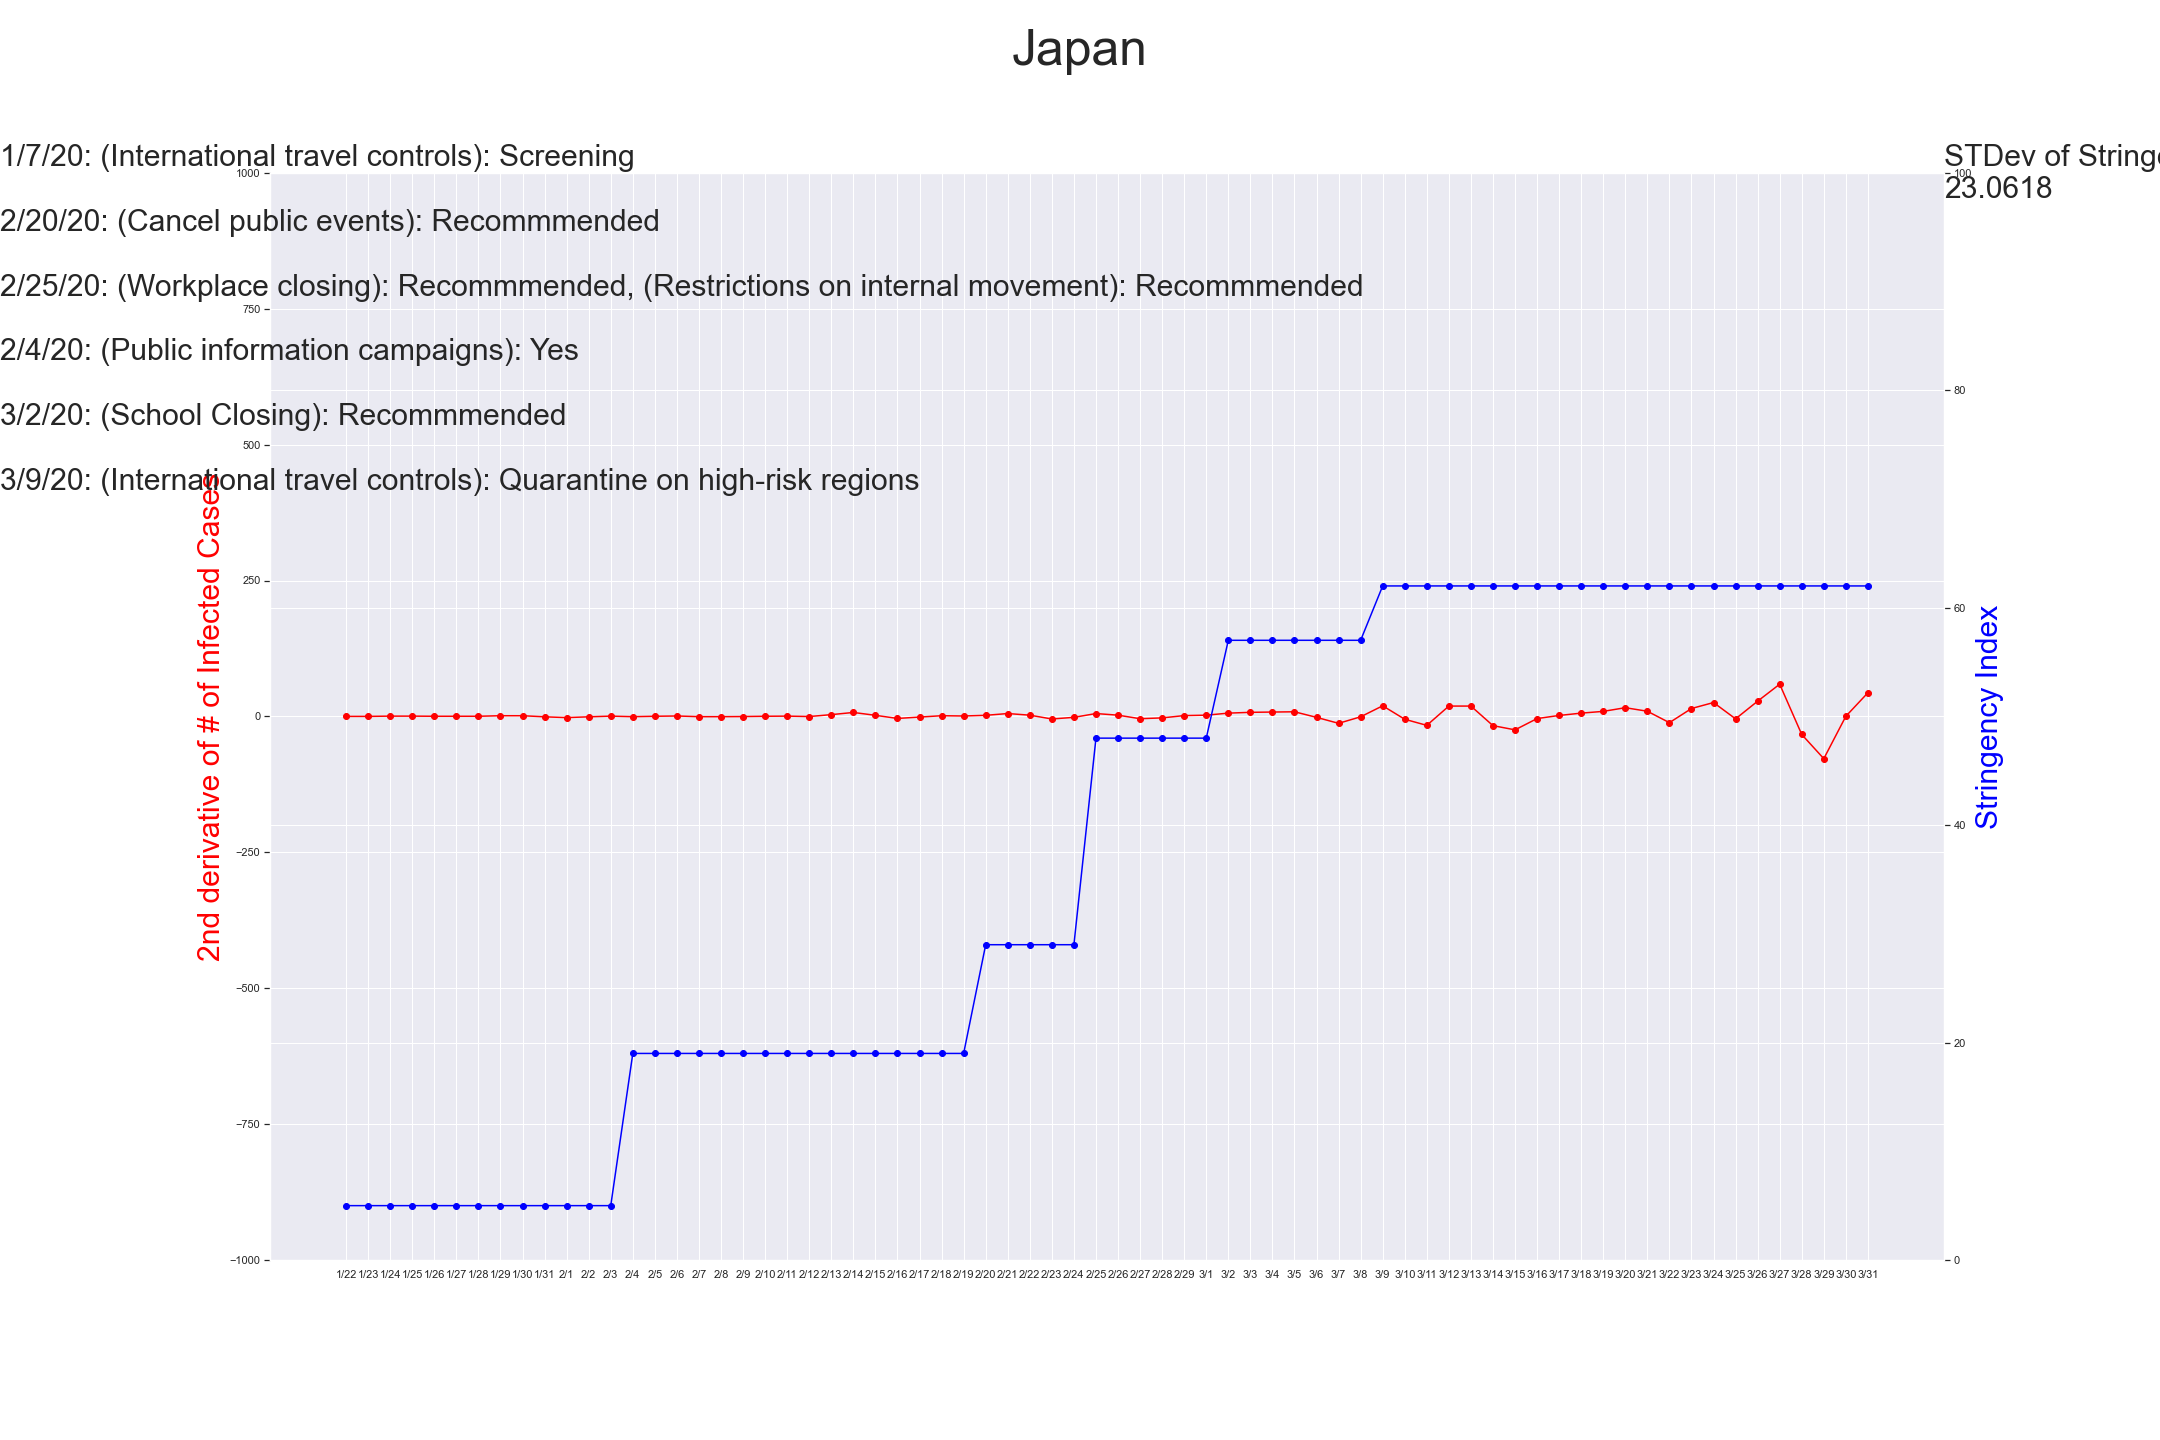 Japan
1/7/20: (International travel controls): Screening
STDev of Stringe
23.0618
2/20/20: (Cancel public events): Recommmended
2/25/20: (Workplace closing): Recommmended, (Restrictions on internal movement): Recommmended
2/4/20: (Public information campaigns): Yes
3/2/20: (School Closing): Recommmended
3/9/20: (International travel controls): Quarantine on high-risk regions
2nd derivative of # of Infected Cases
1000
750
500
250
0
−250
−500
−750
−1000
100
80
60
40
20
0
Stringency Index
1/22 1/23 1/24 1/25 1/26 1/27 1/28 1/29 1/30 1/31 2/1 2/2 2/3 2/4 2/5 2/6 2/7 2/8 2/9 2/10 2/11 2/12 2/13 2/14 2/15 2/16 2/17 2/18 2/19 2/20 2/21 2/22 2/23 2/24 2/25 2/26 2/27 2/28 2/29 3/1 3/2 3/3 3/4 3/5 3/6 3/7 3/8 3/9 3/10 3/11 3/12 3/13 3/14 3/15 3/16 3/17 3/18 3/19 3/20 3/21 3/22 3/23 3/24 3/25 3/26 3/27 3/28 3/29 3/30 3/31